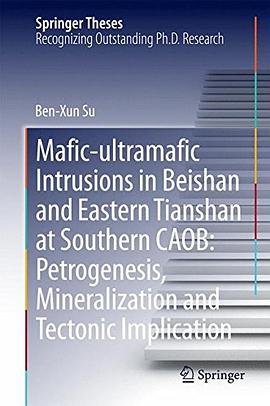 Springer Theses
Recognizing Outstanding Ph.D. Research
Ben-Xun Su
Mafic-ultramafic
Intrusions in Beishan
and Eastern Tianshan
at Southern CAOB:
Petrogenesis,
Mineralization and
Tectonic Implication
Springer